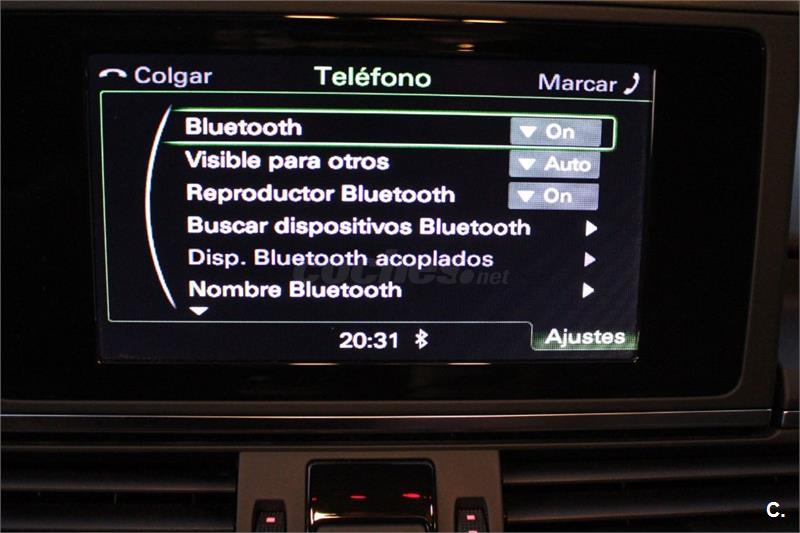 Colgar Teléfono Marcar
Bluetooth On
Visible para otros Auto
Reproductor Bluetooth On
Buscar dispositivos Bluetooth
Disp. Bluetooth acoplados
coches.net
Nombre Bluetooth
20:31 Ajustes
C.